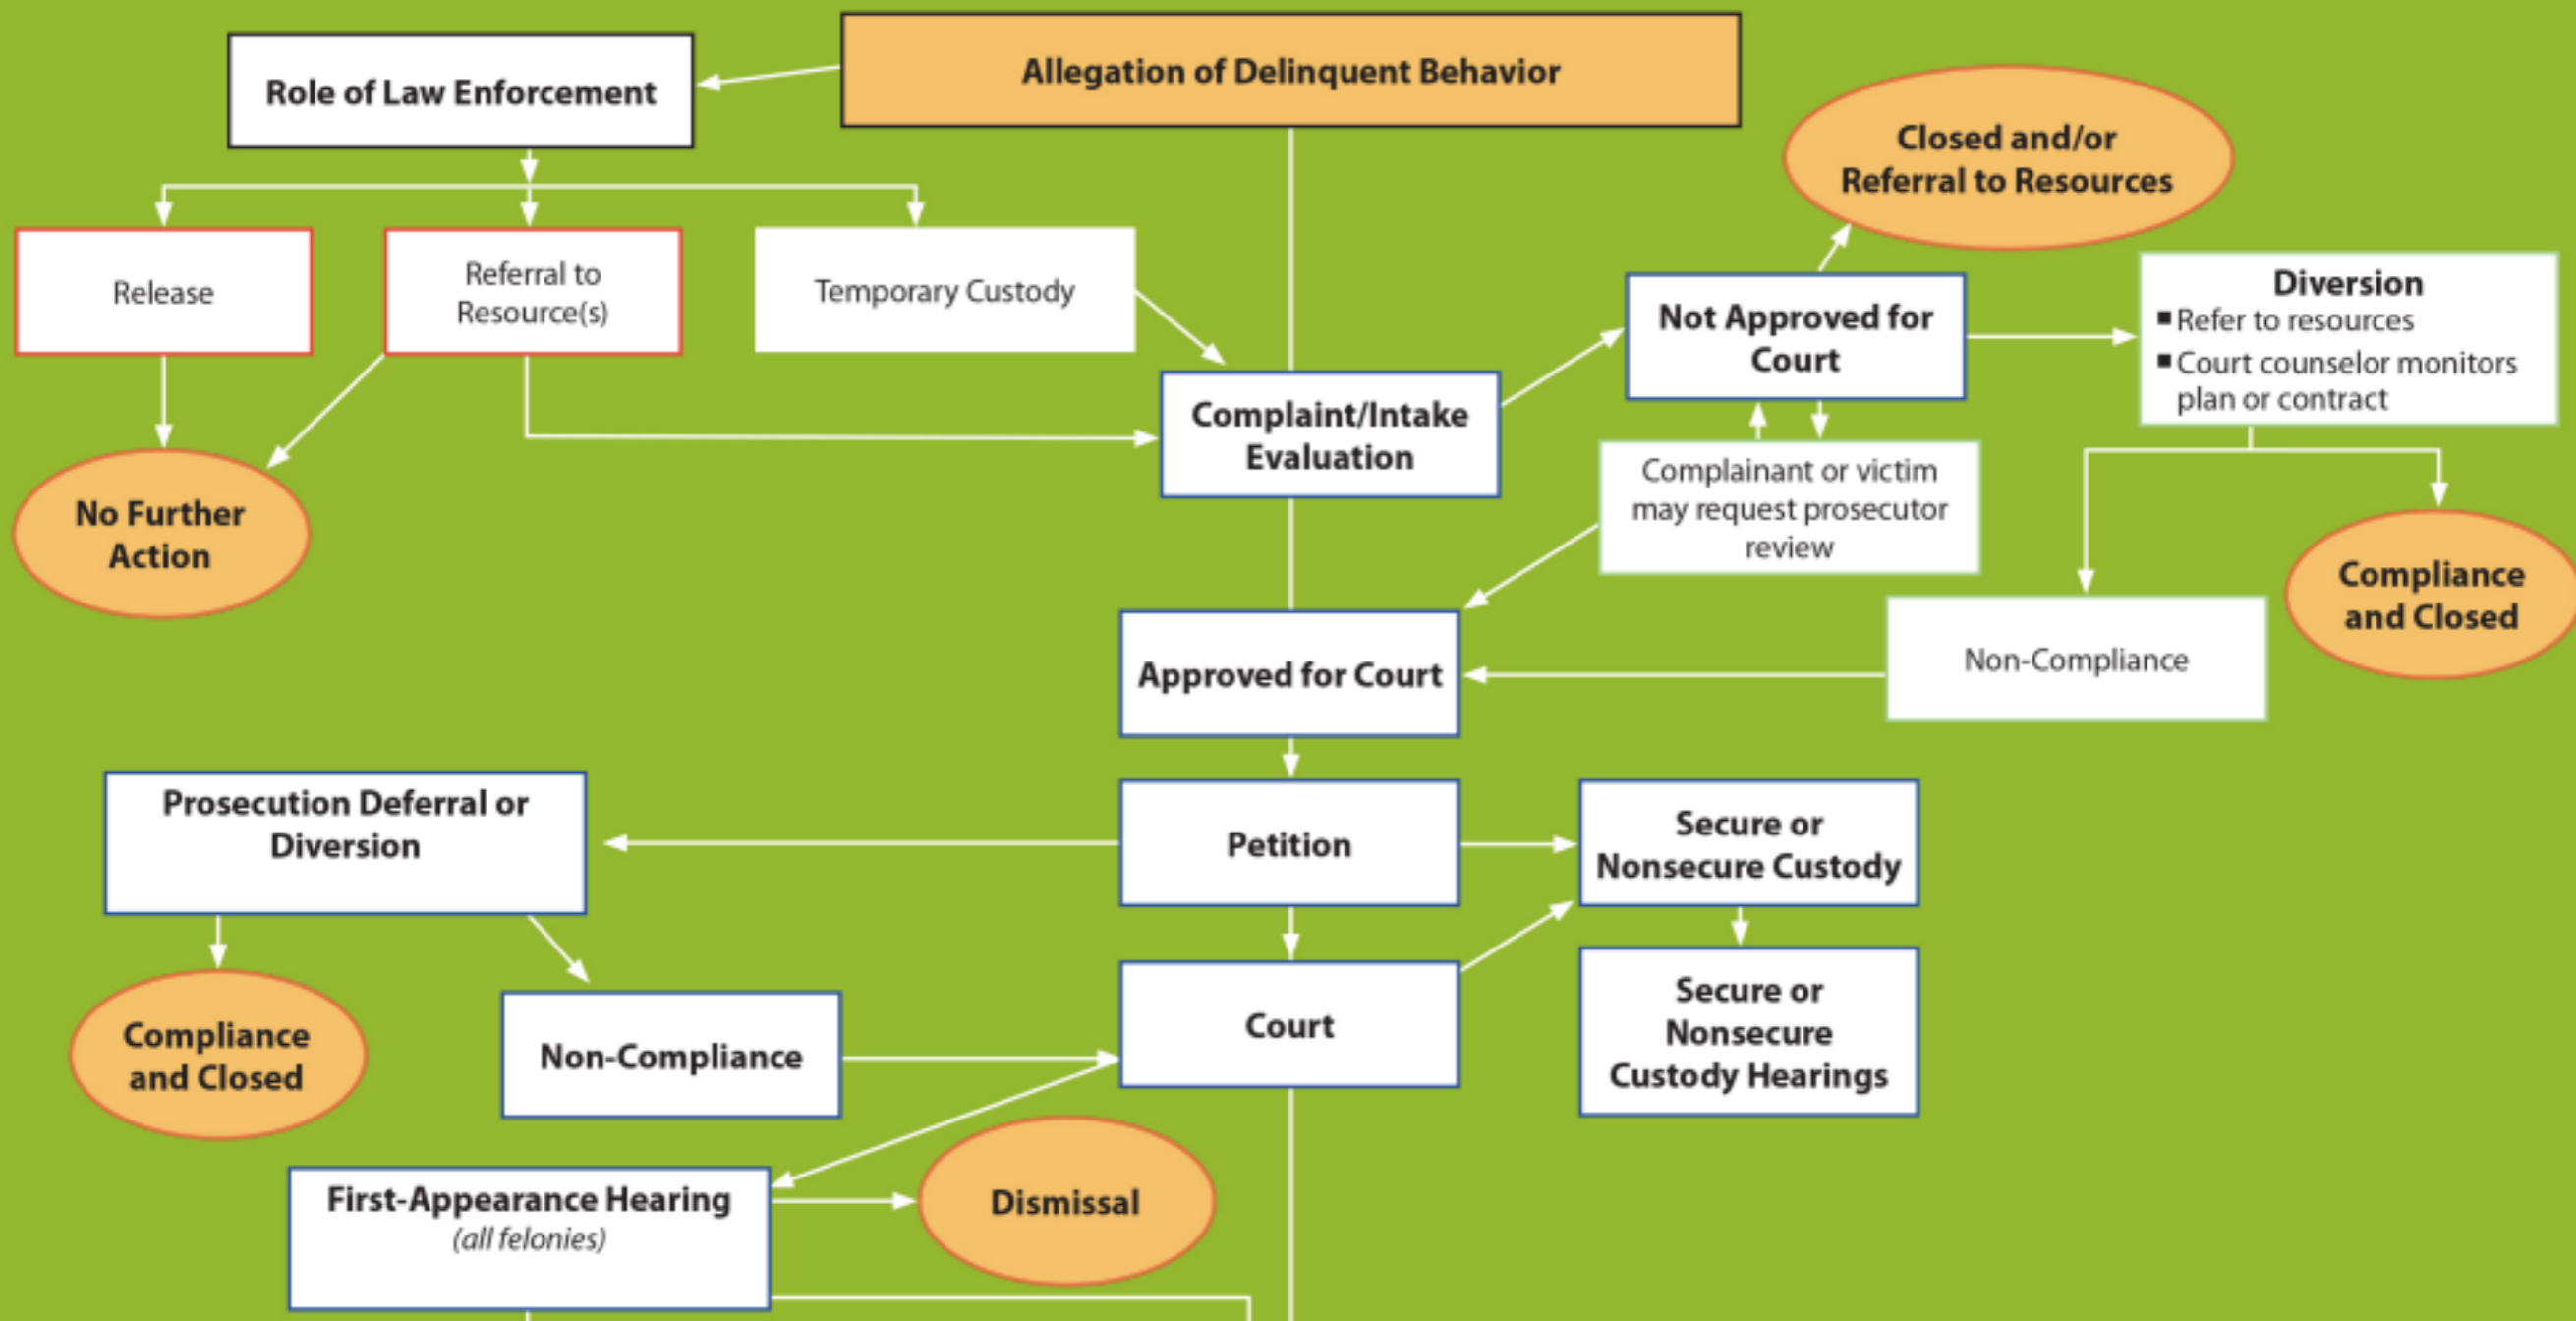 Allegation of Delinquent Behavior
Role of Law Enforcement
Closed and/or
Referral to Resources
Release
Referral to
Resource(s)
Temporary Custody
Not Approved for
Court
Diversion
▪ Refer to resources
▪ Court counselor monitors
plan or contract
Complaint/Intake
Evaluation
Complainant or victim
may request prosecutor
review
No Further
Action
Compliance
and Closed
Non-Compliance
Approved for Court
Prosecution Deferral or
Diversion
Petition
Secure or
Nonsecure Custody
Compliance
and Closed
Non-Compliance
Court
Secure or
Nonsecure
Custody Hearings
First-Appearance Hearing
(all felonies)
Dismissal